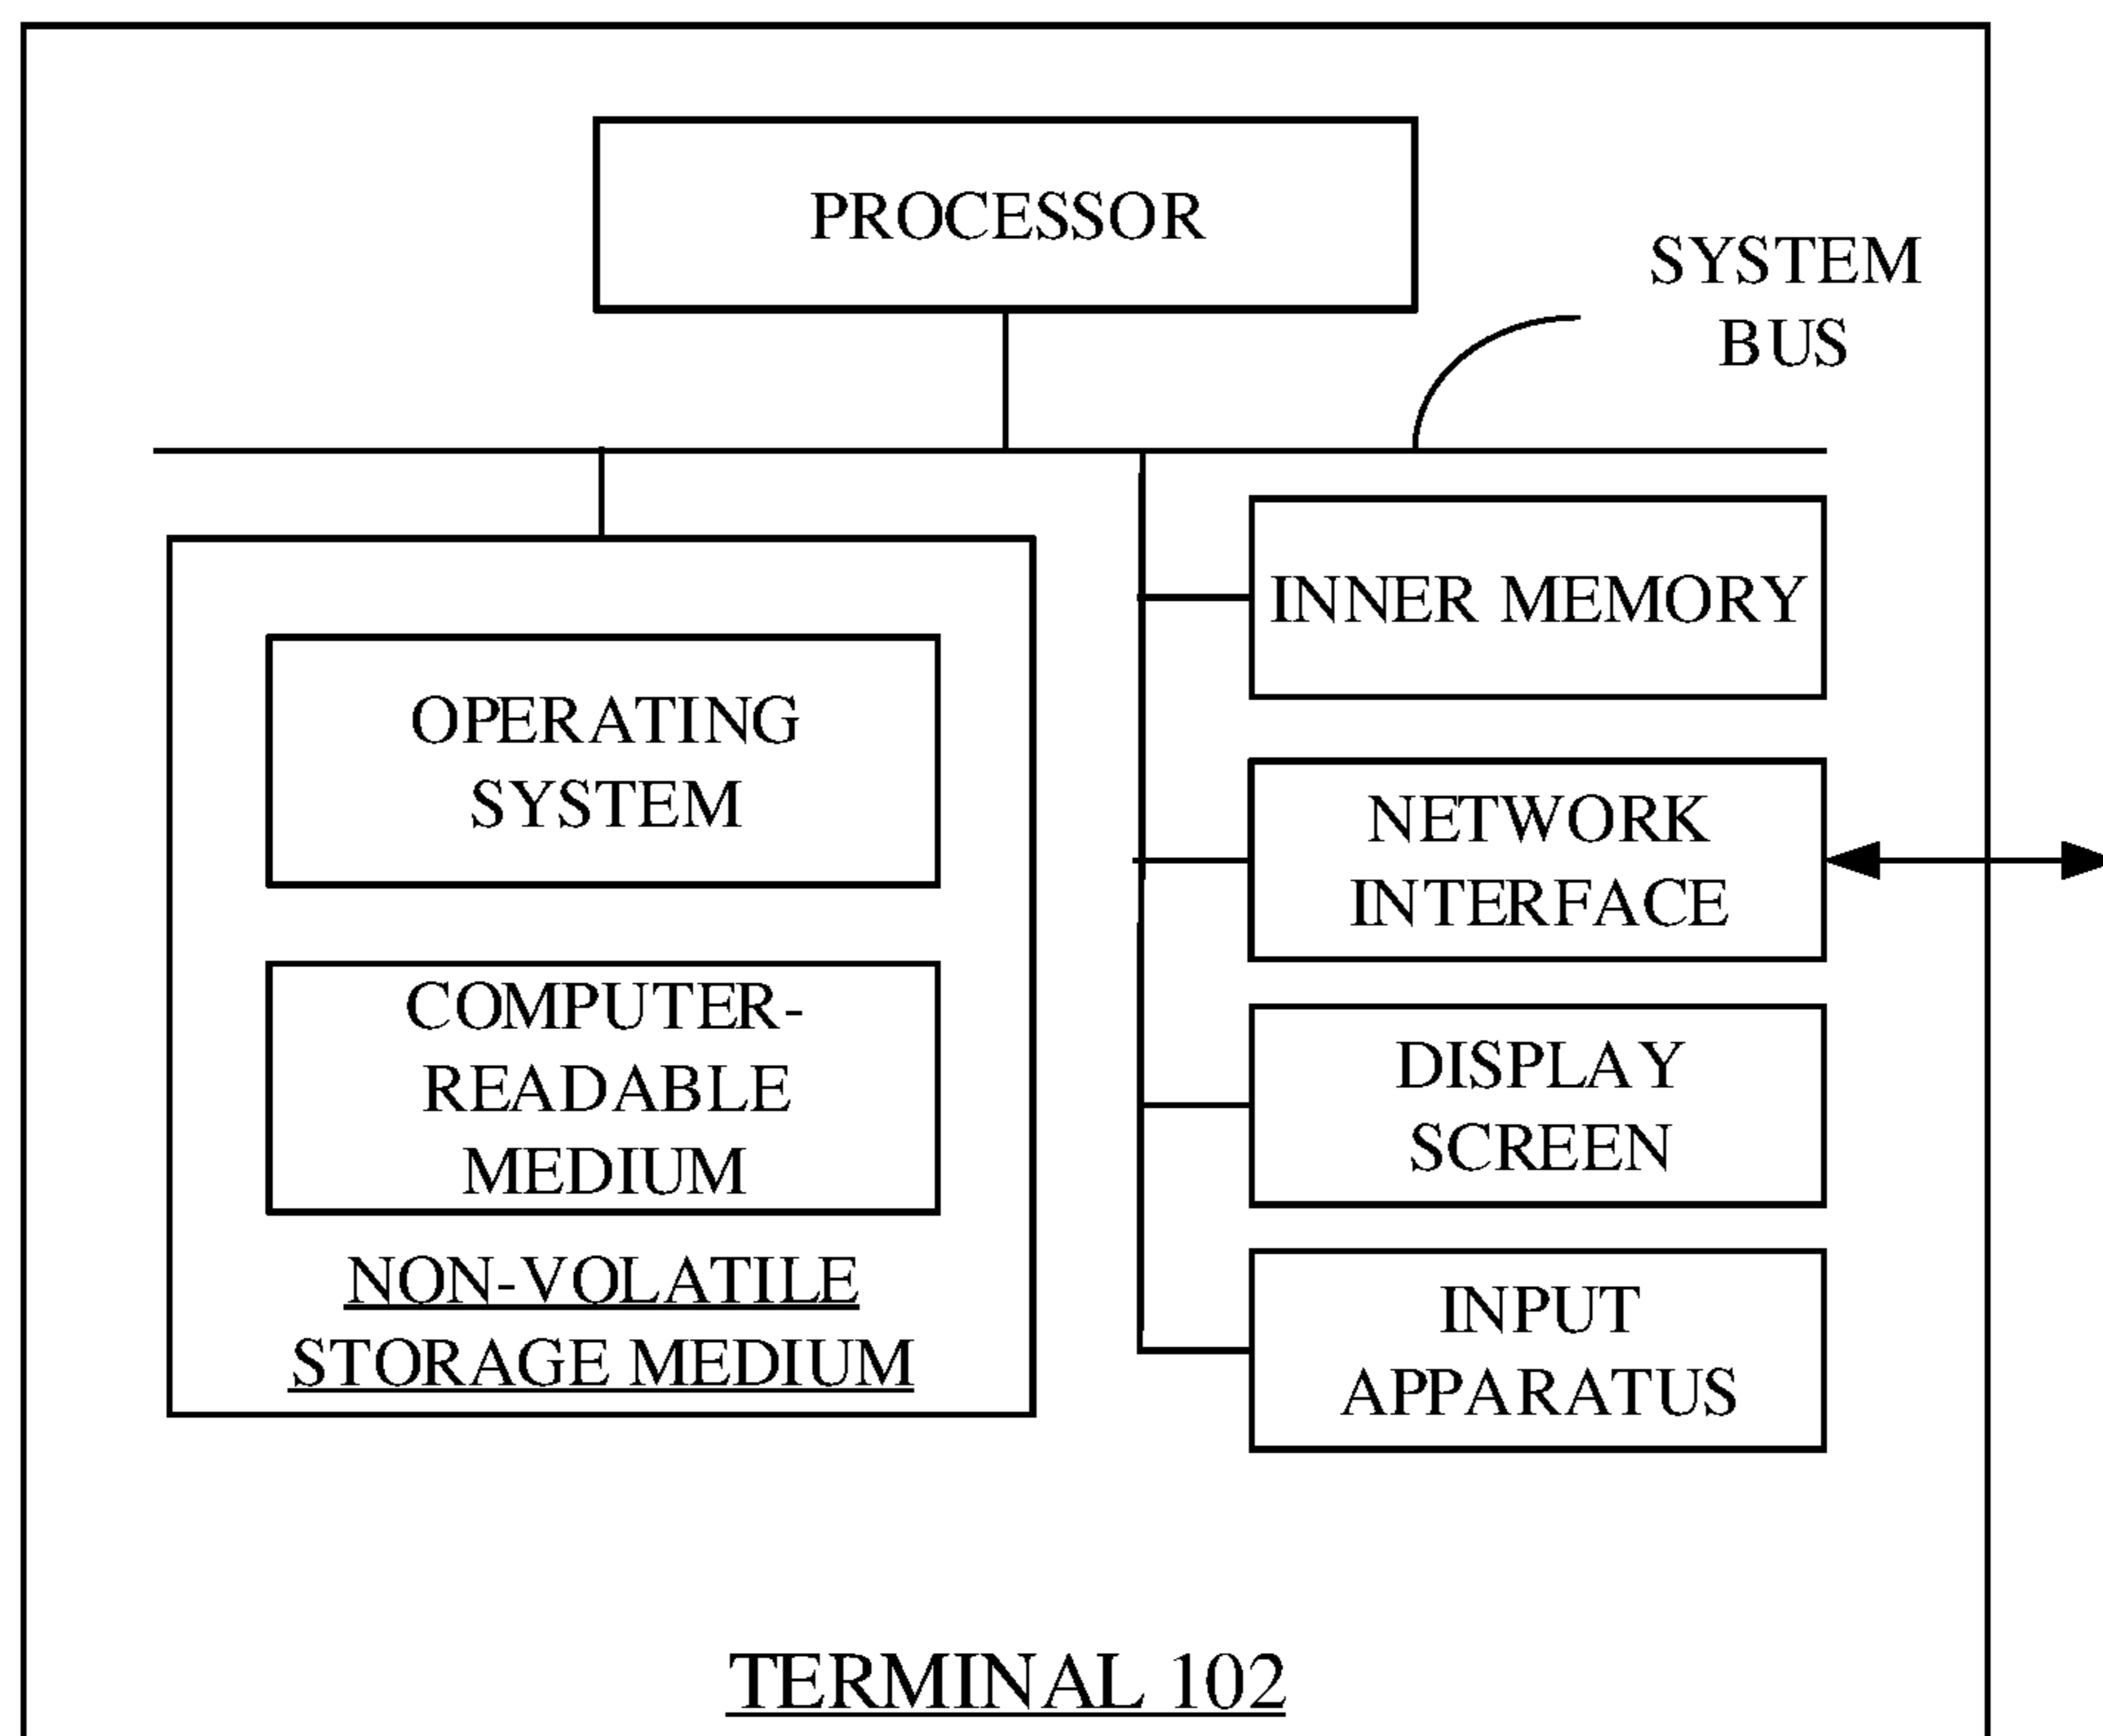 PROCESSOR
SYSTEM
BUS
INNER MEMORY
OPERATING
SYSTEM
NETWORK
INTERFACE
COMPUTER-
READABLE
MEDIUM
DISPLAY
SCREEN
NON-VOLATILE
STORAGE MEDIUM
INPUT
APPARATUS
TERMINAL 102